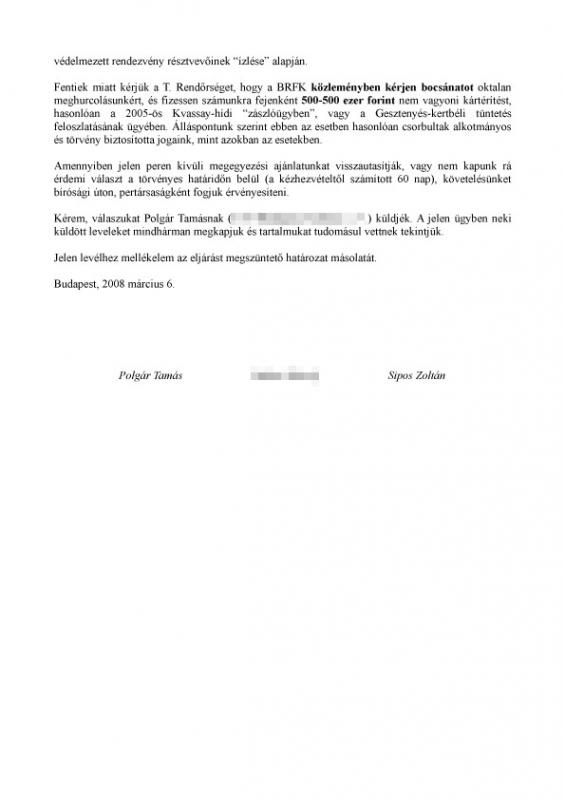 védelmezett rendezvény résztvevőinek “ízlése” alapján.
Fentiek miatt kérjük a T. Rendőrséget, hogy a BRFK közleményben kérjen bocsánatot oktalan
meghurcolásunkért, és fizessen számunkra fejenként 500-500 ezer forint nem vagyoni kártérítést,
hasonlóan a 2005-ös Kvassay-hídi “zászlóügyben”, vagy a Gesztenyés-kertbéli tüntetés
feloszlatásának ügyében. Álláspontunk szerint ebben az esetben hasonlóan csorbultak alkotmányos
és törvény biztosította jogaink, mint azokban az esetekben.
Amennyiben jelen peren kívüli megegyezési ajánlatunkat visszautasítják, vagy nem kapunk rá
érdemi választ a törvényes határidőn belül (a kézhezvételtől számított 60 nap), követelésünket
bírósági úton, pertársaságként fogjuk érvényesíteni.
Kérem, válaszukat Polgár Tamásnak ( ) küldjék. A jelen ügyben neki
küldött leveleket mindhárman megkapjuk és tartalmukat tudomásul vettnek tekintjük.
Jelen levélhez mellékelem az eljárást megszüntető határozat másolatát.
Budapest, 2008 március 6.
Polgár Tamás Sipos Zoltán